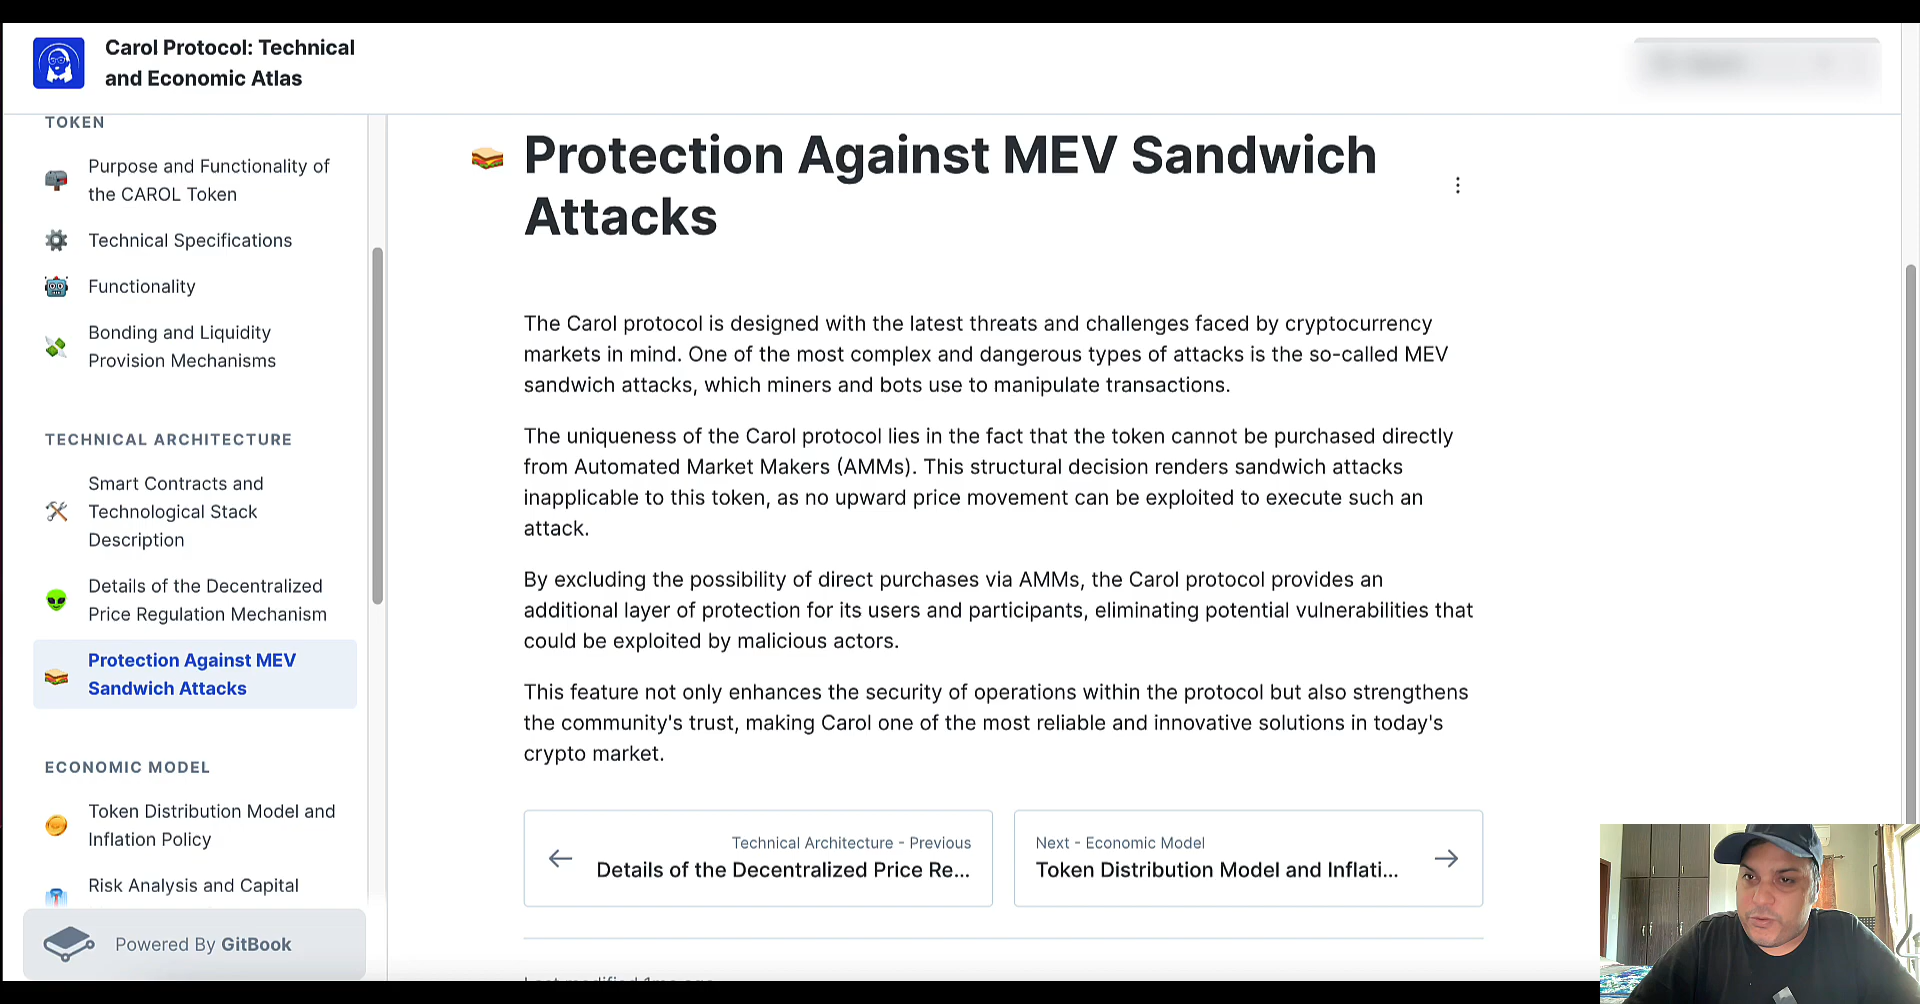 Carol Protocol: Technical
and Economic Atlas
TOKEN
Purpose and Functionality of
the CAROL Token
Technical Specifications
Functionality
Bonding and Liquidity
Provision Mechanisms
TECHNICAL ARCHITECTURE
Smart Contracts and
Technological Stack
Description
Details of the Decentralized
Price Regulation Mechanism
Protection Against MEV
Sandwich Attacks
ECONOMIC MODEL
Token Distribution Model and
Inflation Policy
Risk Analysis and Capital
Powered By GitBook
Protection Against MEV Sandwich
Attacks
The Carol protocol is designed with the latest threats and challenges faced by cryptocurrency
markets in mind. One of the most complex and dangerous types of attacks is the so-called MEV
sandwich attacks, which miners and bots use to manipulate transactions.
The uniqueness of the Carol protocol lies in the fact that the token cannot be purchased directly
from Automated Market Makers (AMMs). This structural decision renders sandwich attacks
inapplicable to this token, as no upward price movement can be exploited to execute such an
attack.
By excluding the possibility of direct purchases via AMMs, the Carol protocol provides an
additional layer of protection for its users and participants, eliminating potential vulnerabilities that
could be exploited by malicious actors.
This feature not only enhances the security of operations within the protocol but also strengthens
the community's trust, making Carol one of the most reliable and innovative solutions in today's
crypto market.
Technical Architecture - Previous
Details of the Decentralized Price Re...
Next - Economic Model
Token Distribution Model and Inflati...